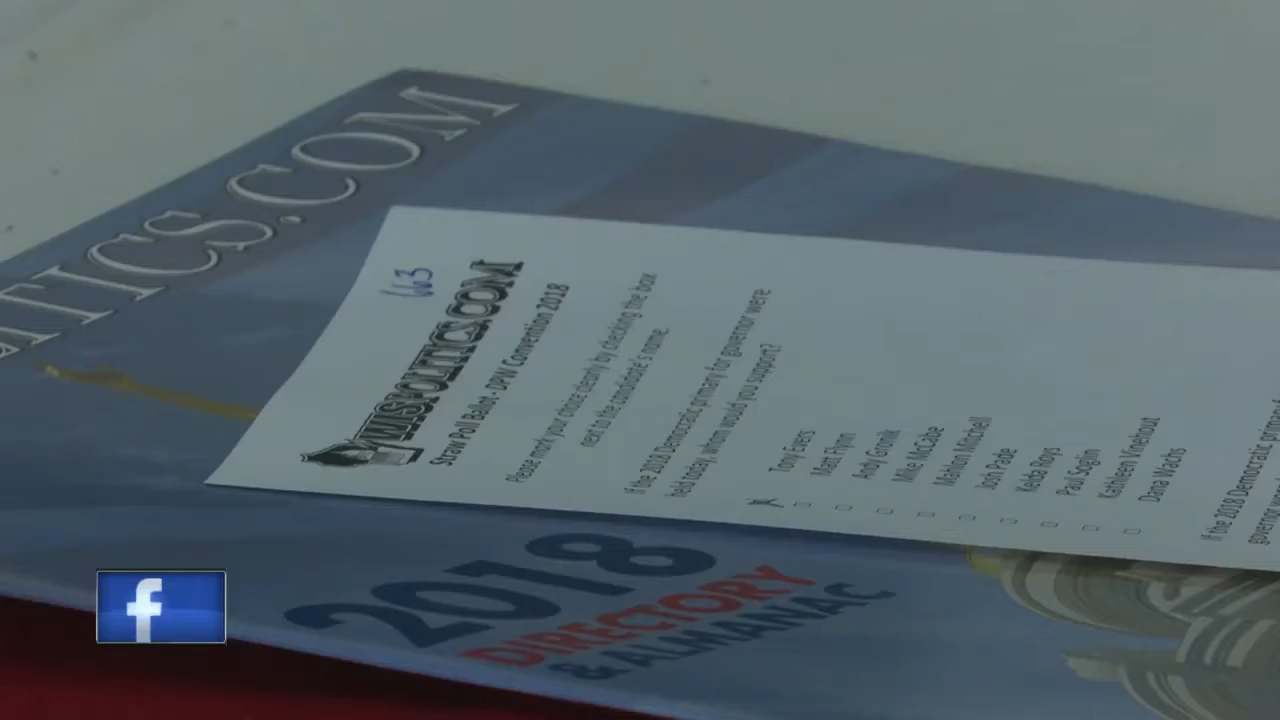 ITICS.COM
663
WISPOLITICS.COM
Straw Poll Ballot - DPW Convention 2018
Please mark your choice clearly by checking the box
next to the candidate's name.
If the 2018 Democratic primary for governor were
held today, whom would you support?
Tony Evers
Matt Flynn
Andy Gronik
Mike McCabe
Mahlon Mitchell
Josh Pade
Kelda Roys
Paul Soglin
Kathleen Vinehout
Dana Wachs
If the 2018 Democratic primary
2018
DIRECTORY
& ALMANAC
f